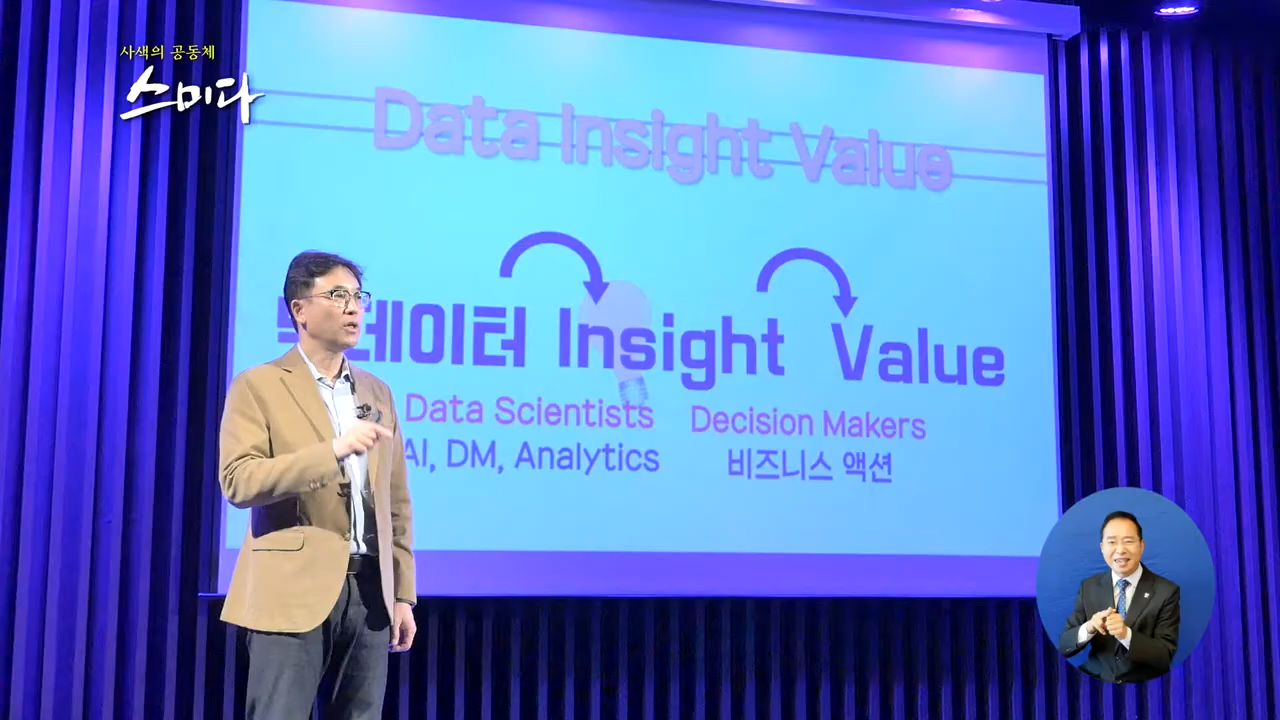 사색의 공동체
스미다
Data Insight Value
데이터 Insight Value
Data Scientists Decision Makers
AI, DM, Analytics 비즈니스 액션